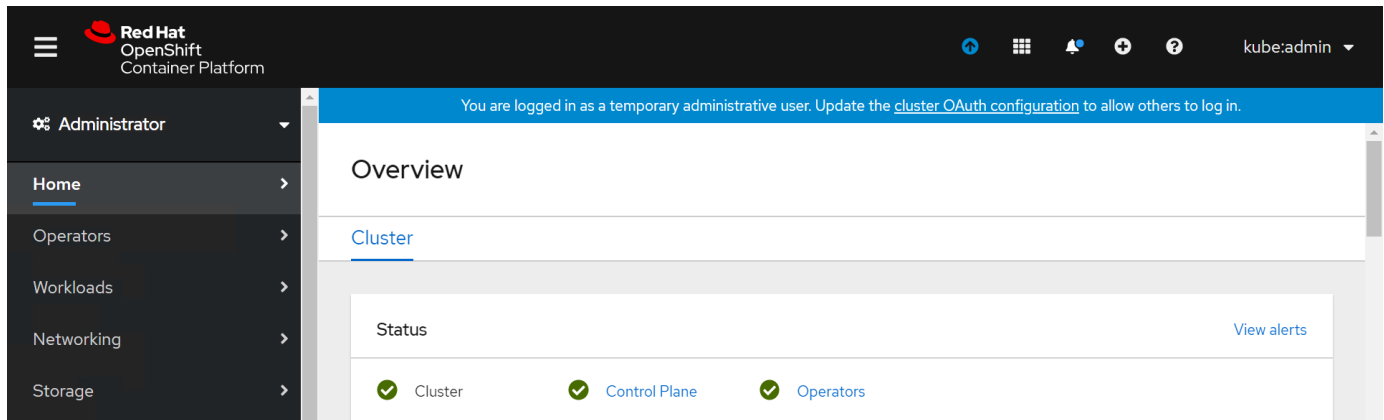 Red Hat
OpenShift
Container Platform
kube:admin
Administrator
You are logged in as a temporary administrative user. Update the cluster OAuth configuration to allow others to log in.
Home
Operators
Workloads
Networking
Storage
Overview
Cluster
Status
View alerts
Cluster
Control Plane
Operators